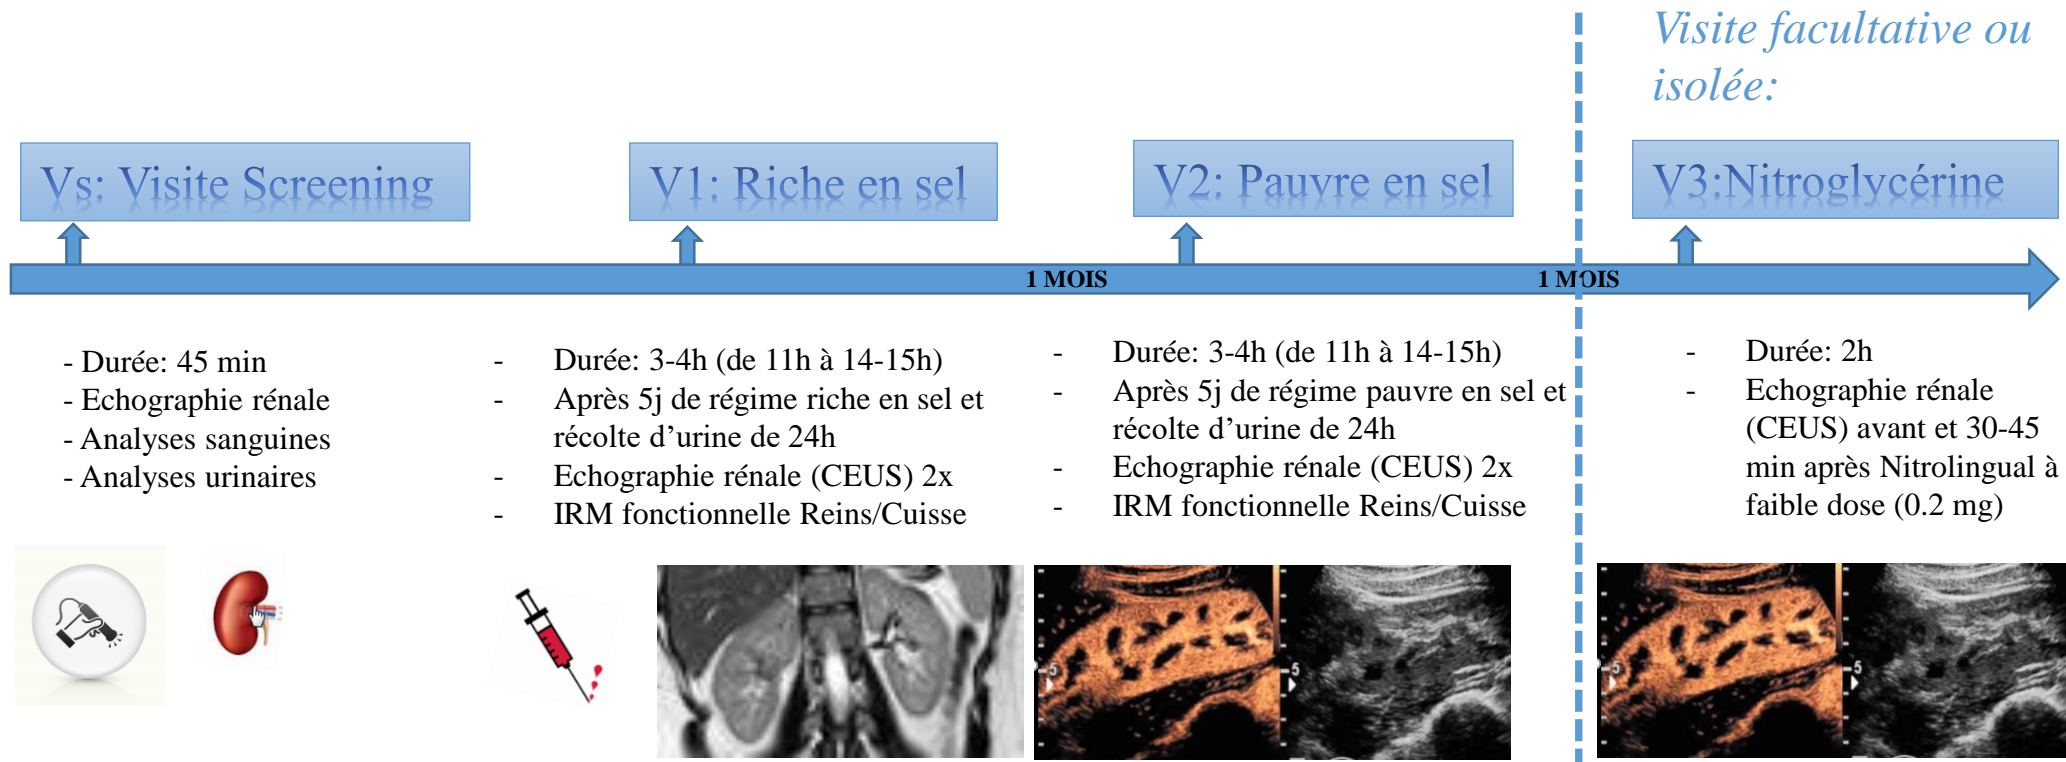 Visite facultative ou
isolée:
Vs: Visite Screening
V1: Riche en sel
V2: Pauvre en sel
V3:Nitroglycérine
1 MOIS
1 MOIS
- Durée: 45 min
- Echographie rénale
- Analyses sanguines
- Analyses urinaires
- Durée: 3-4h (de 11h à 14-15h)
- Après 5j de régime riche en sel et
récolte d’urine de 24h
- Echographie rénale (CEUS) 2x
- IRM fonctionnelle Reins/Cuisse
- Durée: 3-4h (de 11h à 14-15h)
- Après 5j de régime pauvre en sel et
récolte d’urine de 24h
- Echographie rénale (CEUS) 2x
- IRM fonctionnelle Reins/Cuisse
- Durée: 2h
- Echographie rénale
(CEUS) avant et 30-45
min après Nitrolingual à
faible dose (0.2 mg)
5
5
5
5